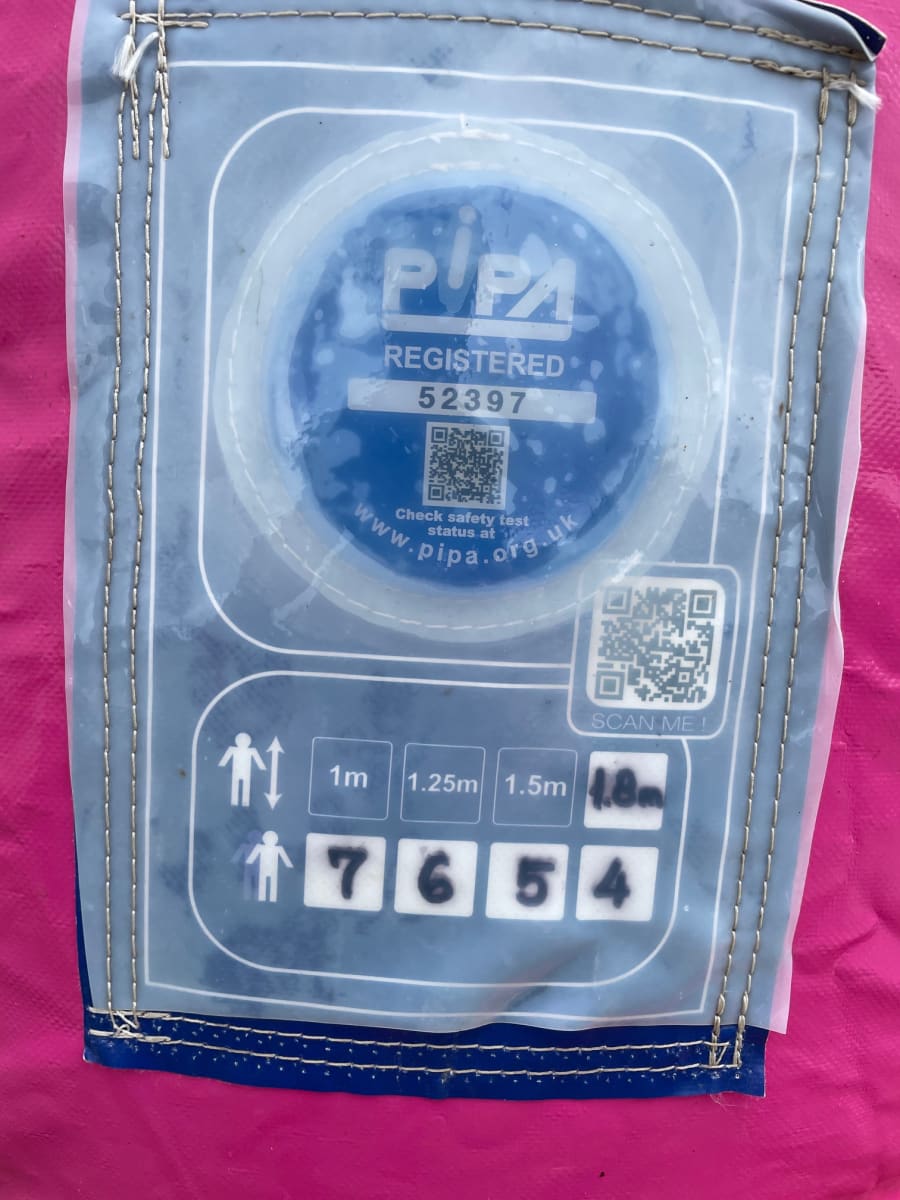 PiPA
REGISTERED
52397
Check safety test
status at
www.pipa.org.uk
SCAN ME!
1m 1.25m 1.5m 1.8m
7 6 5 4